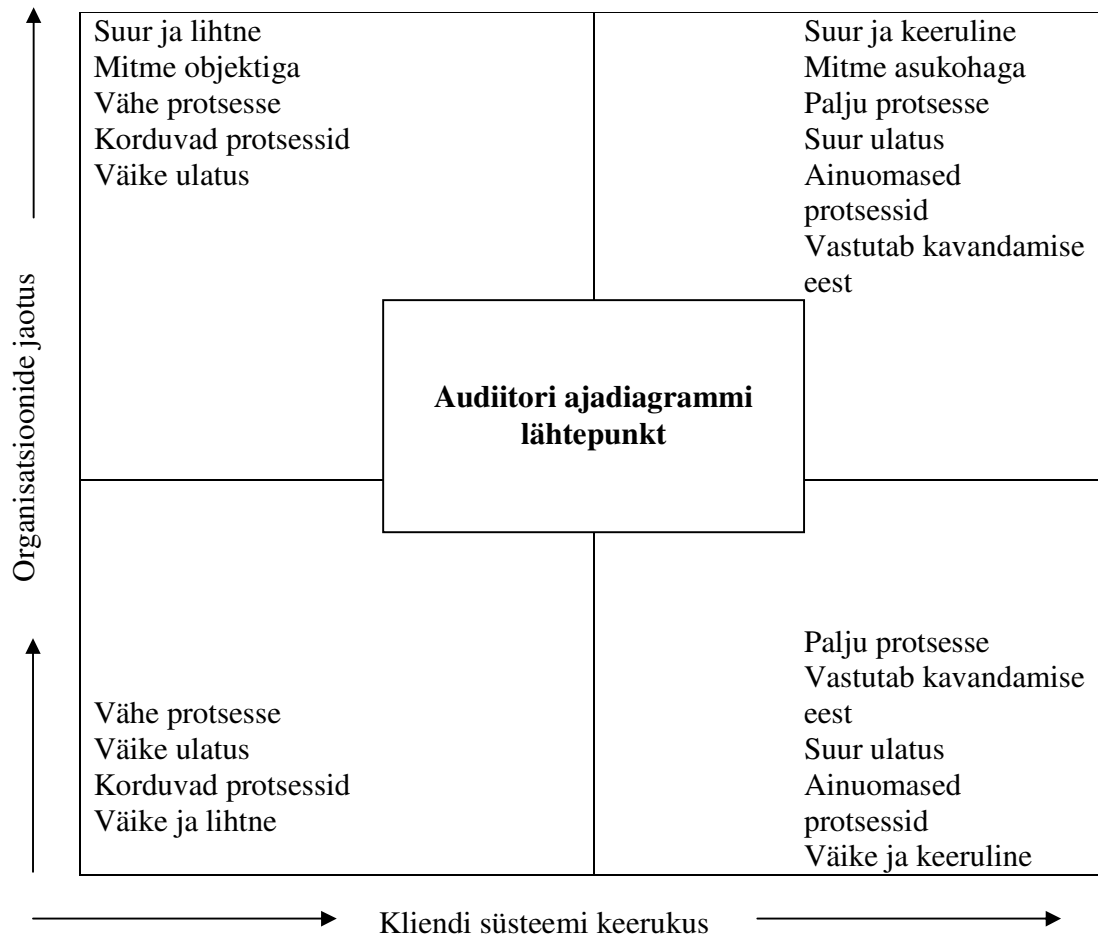 Suur ja lihtne
Mitme objektiga
Vähe protsesse
Korduvad protsessid
Väike ulatus
Suur ja keeruline
Mitme asukohaga
Palju protsesse
Suur ulatus
Ainuomased
protsessid
Vastutab kavandamise
eest
Organisatsioonide jaotus
Audiitori ajadiagrammi
lähtepunkt
Vähe protsesse
Väike ulatus
Korduvad protsessid
Väike ja lihtne
Palju protsesse
Vastutab kavandamise
eest
Suur ulatus
Ainuomased
protsessid
Väike ja keeruline
Kliendi süsteemi keerukus